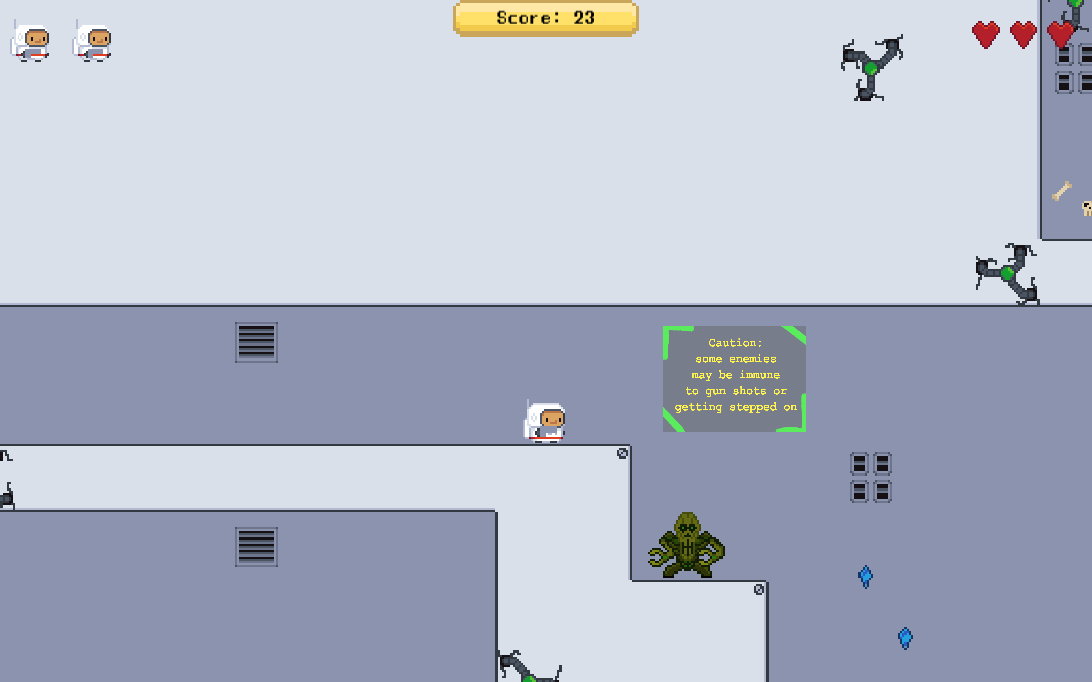 Score: 23
Caution:
some enemies
may be immune
to gun shots or
getting stepped on